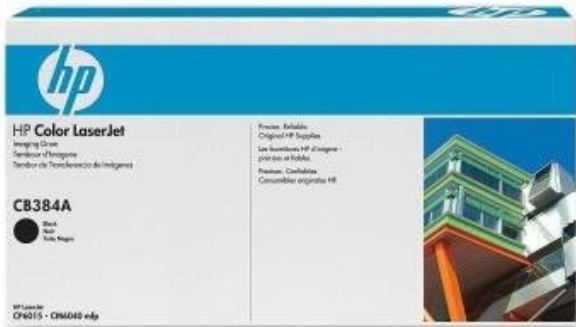 hp
HP Color LaserJet
Imaging Drum
Tambour d'Imagerie
Tambor de Transferencia de Imágenes
CB384A
Black
Noir
Tinta Negra
HP LaserJet
CP6015 - CM6040 mfp
Precise. Reliable.
Original HP Supplies.
Les fournitures HP d'origine -
précises et fiables.
Precisos. Confiables.
Consumibles originales HP.